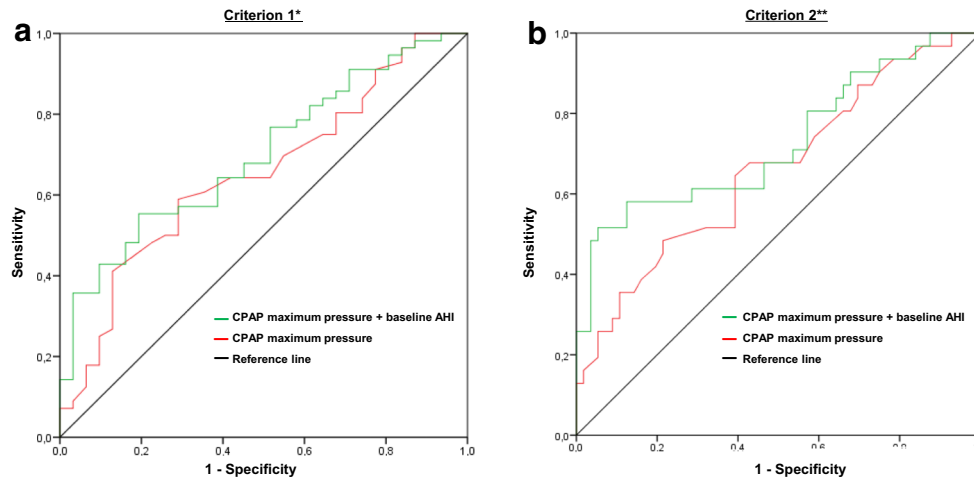 a
Criterion 1*
1,0
0,8
0,6
0,4
0,2
0,0
Sensitivity
CPAP maximum pressure + baseline AHI
CPAP maximum pressure
Reference line
0,0 0,2 0,4 0,6 0,8 1,0
1 - Specificity
b
Criterion 2**
1,0
0,8
0,6
0,4
0,2
0,0
Sensitivity
CPAP maximum pressure + baseline AHI
CPAP maximum pressure
Reference line
0,0 0,2 0,4 0,6
1 - Specificity